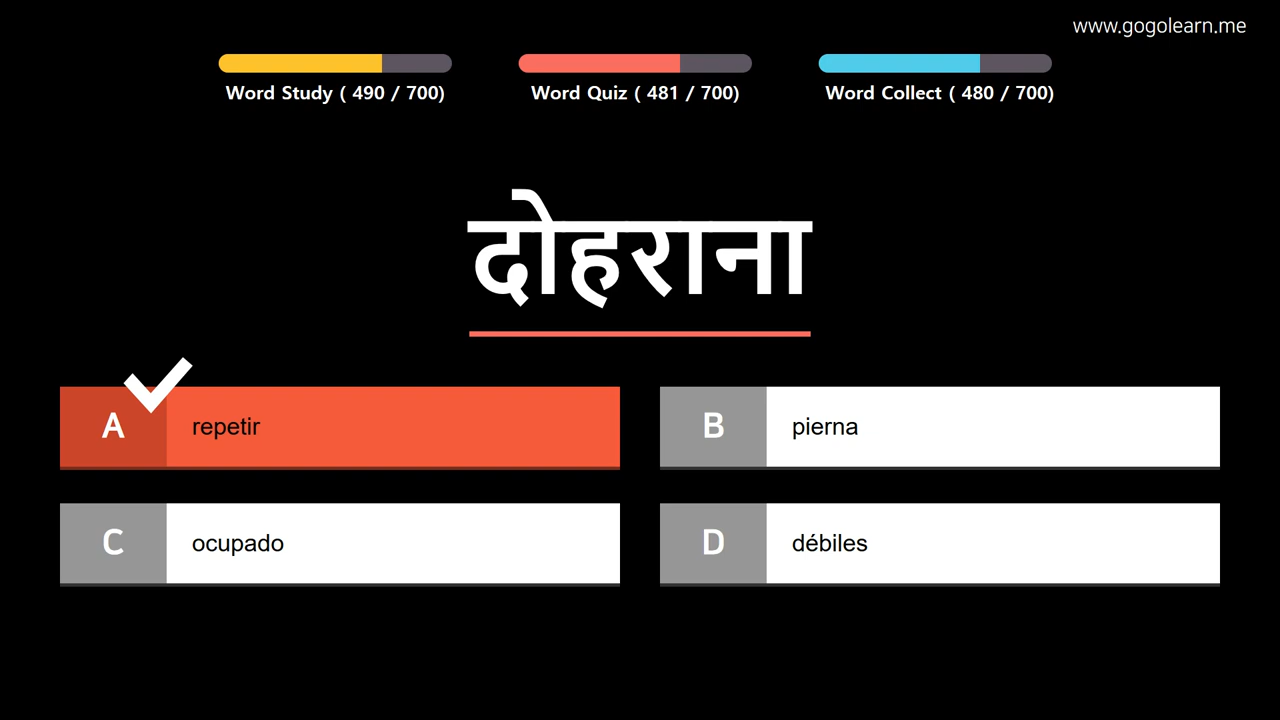 www.gogolearn.me
Word Study ( 490 / 700)
Word Quiz ( 481 / 700)
Word Collect ( 480 / 700)
दोहराना
A repetir
B pierna
C ocupado
D débiles